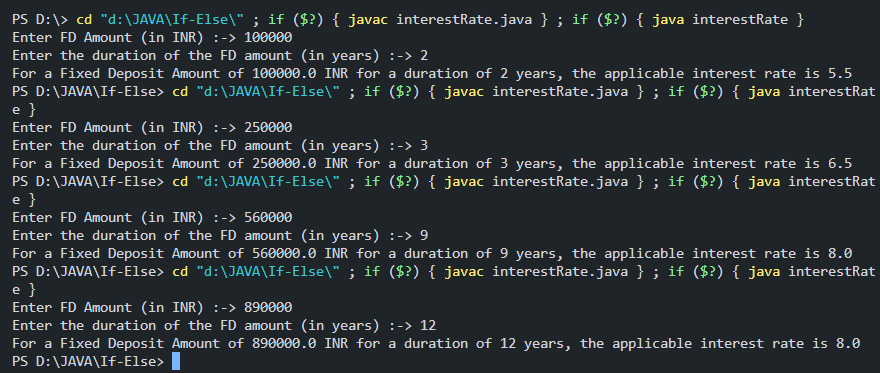 PS D:\> cd "d:\JAVA\If-Else\" ; if ($?) { javac interestRate.java } ; if ($?) { java interestRate }
Enter FD Amount (in INR) :-> 100000
Enter the duration of the FD amount (in years) :-> 2
For a Fixed Deposit Amount of 100000.0 INR for a duration of 2 years, the applicable interest rate is 5.5
PS D:\JAVA\If-Else> cd "d:\JAVA\If-Else\" ; if ($?) { javac interestRate.java } ; if ($?) { java interestRat
e }
Enter FD Amount (in INR) :-> 250000
Enter the duration of the FD amount (in years) :-> 3
For a Fixed Deposit Amount of 250000.0 INR for a duration of 3 years, the applicable interest rate is 6.5
PS D:\JAVA\If-Else> cd "d:\JAVA\If-Else\" ; if ($?) { javac interestRate.java } ; if ($?) { java interestRat
e }
Enter FD Amount (in INR) :-> 560000
Enter the duration of the FD amount (in years) :-> 9
For a Fixed Deposit Amount of 560000.0 INR for a duration of 9 years, the applicable interest rate is 8.0
PS D:\JAVA\If-Else> cd "d:\JAVA\If-Else\" ; if ($?) { javac interestRate.java } ; if ($?) { java interestRat
e }
Enter FD Amount (in INR) :-> 890000
Enter the duration of the FD amount (in years) :-> 12
For a Fixed Deposit Amount of 890000.0 INR for a duration of 12 years, the applicable interest rate is 8.0
PS D:\JAVA\If-Else>